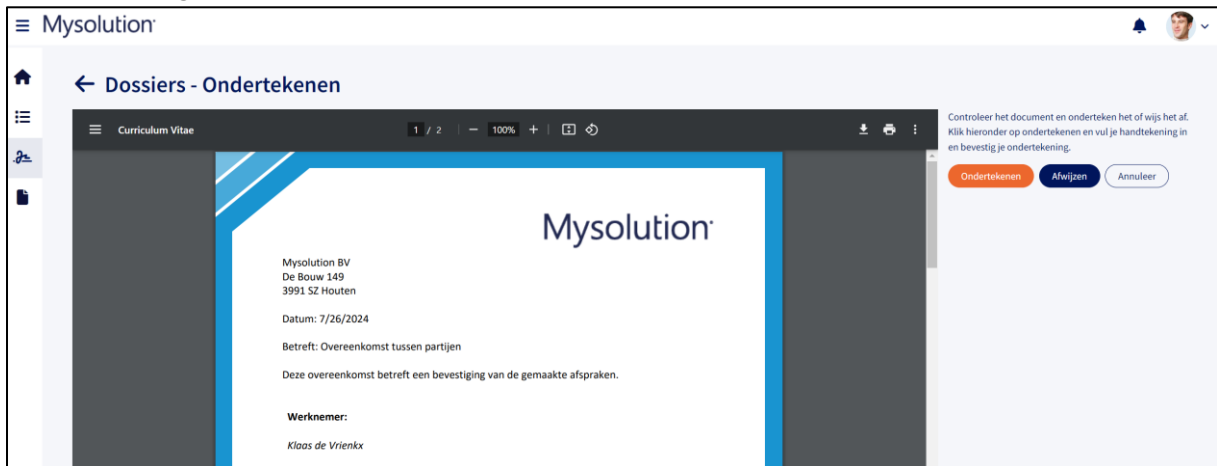 Mysolution
Dossiers - Ondertekenen
Curriculum Vitae
1 / 2
100%
Controleer het document en onderteken het of wijs het af.
Klik hieronder op ondertekenen en vul je handtekening in
en bevestig je ondertekening.
Ondertekenen Afwijzen Annuleer
Mysolution
Mysolution BV
De Bouw 149
3991 SZ Houten
Datum: 7/26/2024
Betreft: Overeenkomst tussen partijen
Deze overeenkomst betreft een bevestiging van de gemaakte afspraken.
Werknemer:
Klaas de Vrienkx